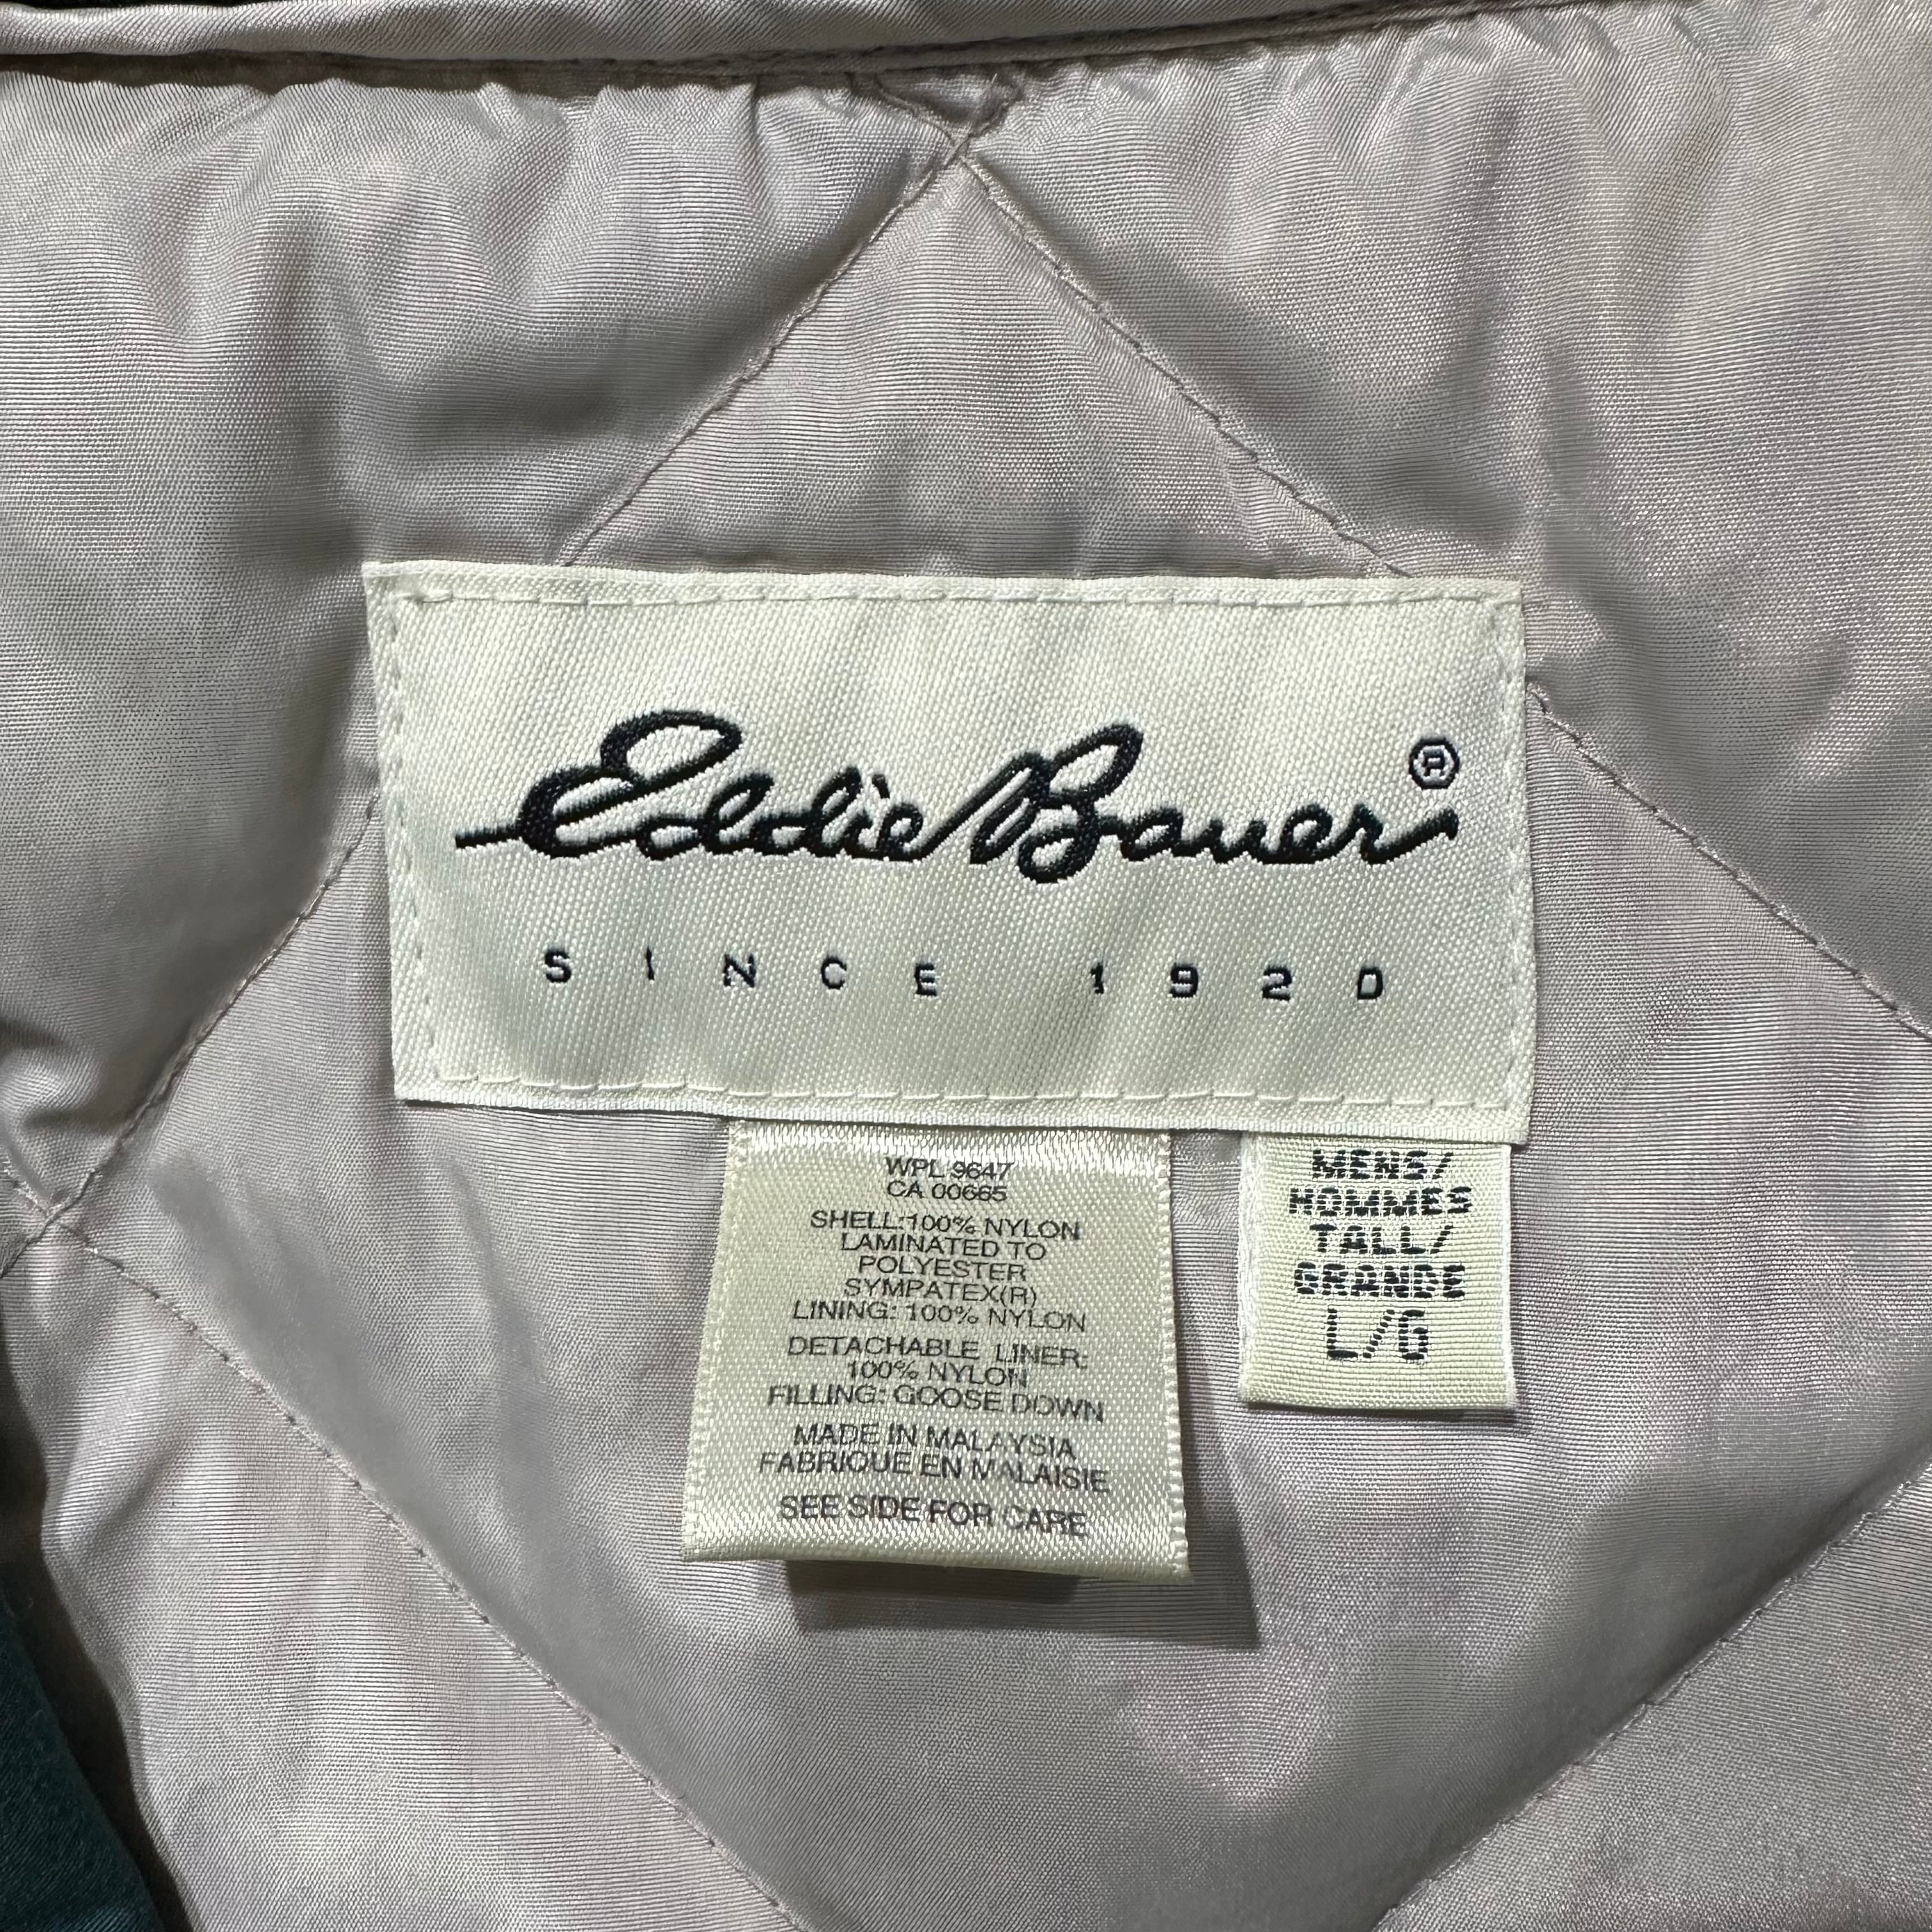 Eddie Bauer®
SINCE 1920
WPL 9647
CA 00665
SHELL:100% NYLON
LAMINATED TO
POLYESTER
SYMPATEX(R)
LINING: 100% NYLON
DETACHABLE LINER:
100% NYLON
FILLING: GOOSE DOWN
MADE IN MALAYSIA
FABRIQUE EN MALAISIE
SEE SIDE FOR CARE
MENS/
HOMMES
TALL/
GRANDE
L/G